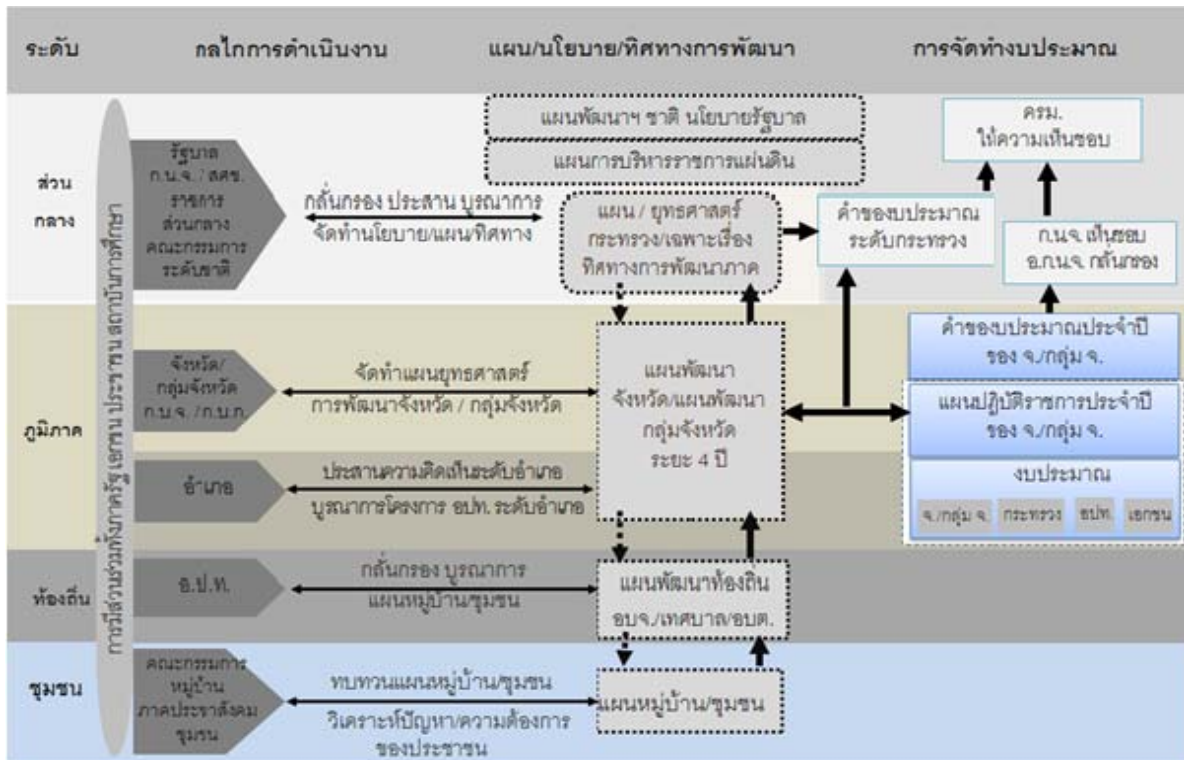 ระดับ
กลไกการดำเนินงาน
แผน/นโยบาย/ทิศทางการพัฒนา
การจัดทำงบประมาณ
การมีส่วนร่วมทั้งภาครัฐ เอกชน ประชาชน สถาบันการศึกษา
ส่วน
กลาง
รัฐบาล
ก.น.จ. / สศช.
ราชการ
ส่วนกลาง
คณะกรรมการ
ระดับชาติ
กลั่นกรอง ประสาน บูรณาการ
จัดทำนโยบาย/แผน/ทิศทาง
แผนพัฒนาฯ ชาติ นโยบายรัฐบาล
แผนการบริหารราชการแผ่นดิน
แผน / ยุทธศาสตร์
กระทรวง/เฉพาะเรื่อง
ทิศทางการพัฒนาภาค
คำของบประมาณ
ระดับกระทรวง
ครม.
ให้ความเห็นชอบ
ก.น.จ. เห็นชอบ
อ.ก.น.จ. กลั่นกรอง
ภูมิภาค
จังหวัด/
กลุ่มจังหวัด
ก.บ.จ. /ก.บ.ก.
จัดทำแผนยุทธศาสตร์
การพัฒนาจังหวัด / กลุ่มจังหวัด
แผนพัฒนา
จังหวัด/แผนพัฒนา
กลุ่มจังหวัด
ระยะ 4 ปี
คำของบประมาณประจำปี
ของ จ./กลุ่ม จ.
แผนปฏิบัติราชการประจำปี
ของ จ./กลุ่ม จ.
งบประมาณ
จ./กลุ่ม จ.
กระทรวง
อปท.
เอกชน
อำเภอ
ประสานความคิดเห็นระดับอำเภอ
บูรณาการโครงการ อปท. ระดับอำเภอ
ท้องถิ่น
อ.ป.ท.
กลั่นกรอง บูรณาการ
แผนหมู่บ้าน/ชุมชน
แผนพัฒนาท้องถิ่น
อบจ./เทศบาล/อบต.
ชุมชน
คณะกรรมการ
หมู่บ้าน
ภาคประชาสังคม
ชุมชน
ทบทวนแผนหมู่บ้าน/ชุมชน
วิเคราะห์ปัญหา/ความต้องการ
ของประชาชน
แผนหมู่บ้าน/ชุมชน